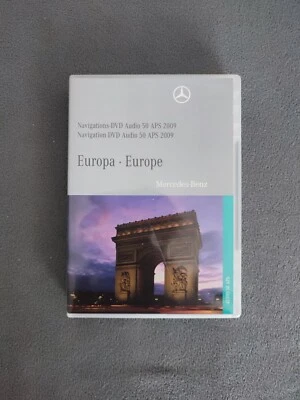 Navigations-DVD Audio 50 APS 2009
Navigation DVD Audio 50 APS 2009
Europa · Europe
Mercedes-Benz